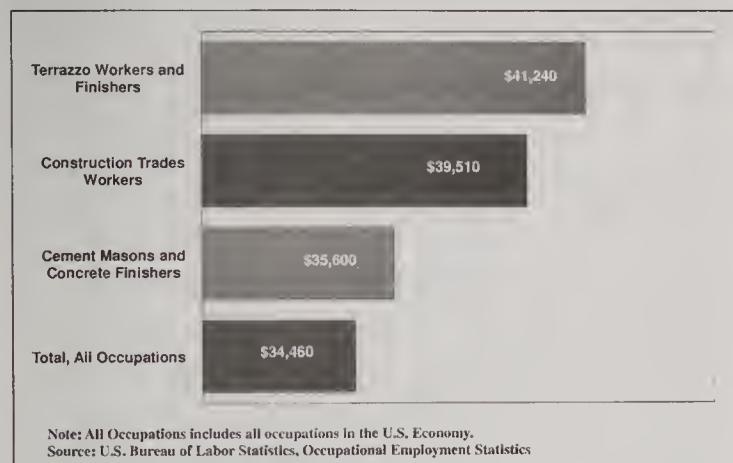 Terrazzo Workers and
Finishers
$41,240
Construction Trades
Workers
$39,510
Cement Masons and
Concrete Finishers
$35,600
Total, All Occupations
$34,460
Note: All Occupations includes all occupations in the U.S. Economy.
Source: U.S. Bureau of Labor Statistics, Occupational Employment Statistics